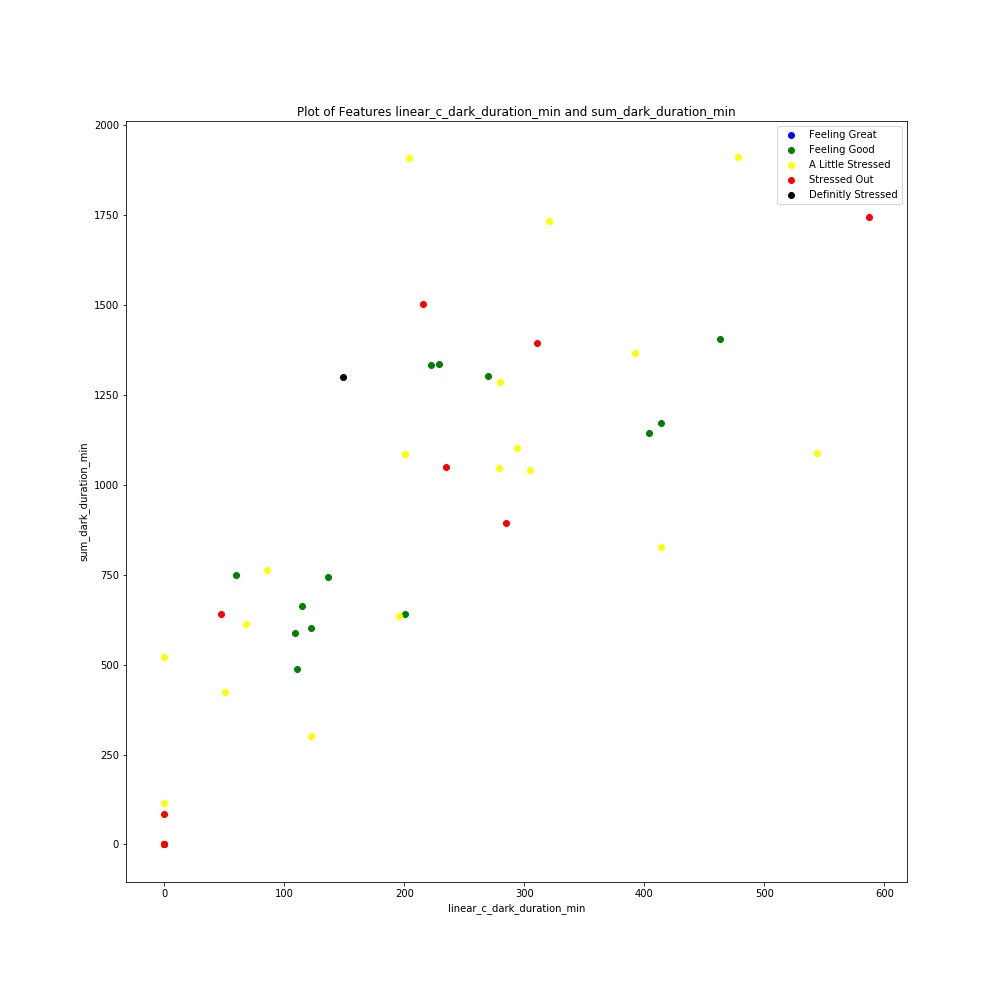 Plot of Features linear_c_dark_duration_min and sum_dark_duration_min
Feeling Great
Feeling Good
A Little Stressed
Stressed Out
Definitly Stressed
2000
1750
1500
1250
1000
750
500
250
0
sum_dark_duration_min
0 100 200 300 400 500 600
linear_c_dark_duration_min